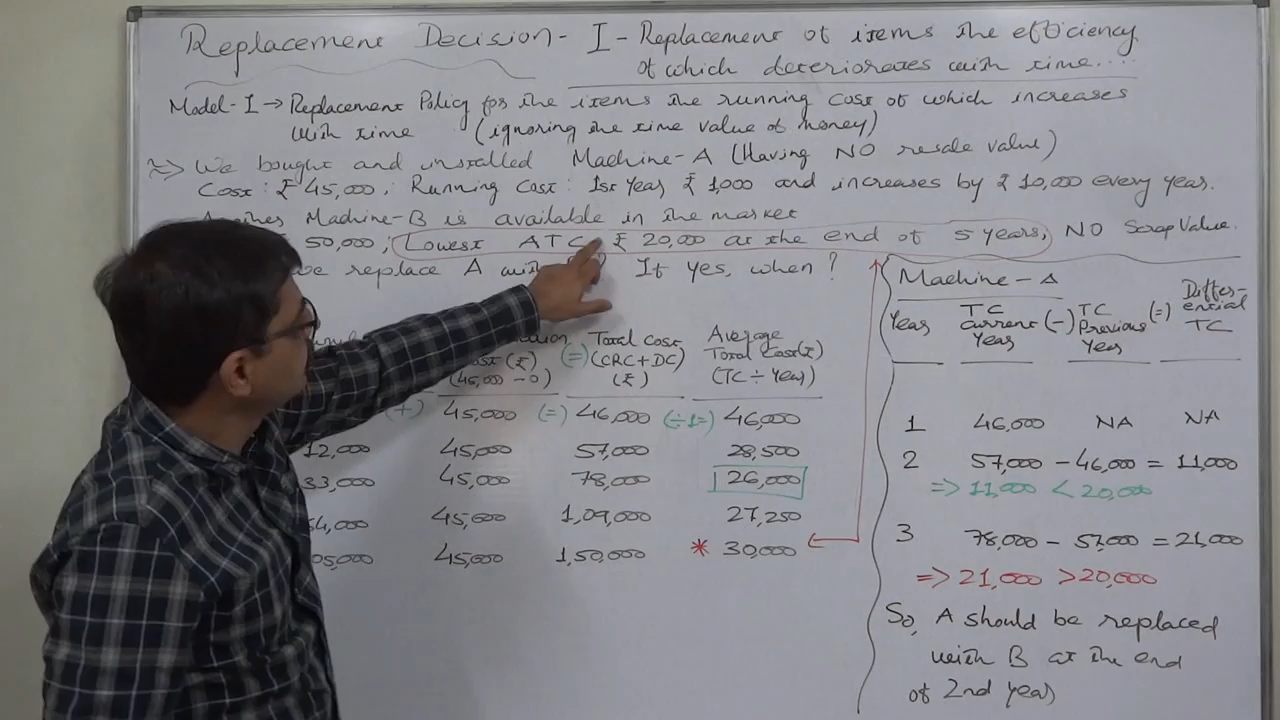 Replacement Decision - I - Replacement of items the efficiency
of which deteriorates with time....
Model-I → Replacement Policy for the items the running cost of which increases
with time (ignoring the time value of money)
We bought and installed Machine-A (Having NO resale value)
Cost: ₹ 45,000; Running Cost: 1st Year ₹ 1,000 and increases by ₹ 10,000 every year.
Machine-B is available in the market
50,000; Lowest ATC ₹ 20,000 at the end of 5 years, NO Scrap Value.
we replace A with ? If yes, when?
Machine - A
Year TC Current Year (-) TC Previous Year (=) Differ-ential TC
Cost (₹) (45,000 - 0) (=) Total Cost (CRC+DC) (₹) Average Total Cost (₹) (TC ÷ Year)
(+) 45,000 (=) 46,000 (÷1=) 46,000
12,000 45,000 57,000 28,500
33,000 45,000 78,000 26,000
64,000 45,000 1,09,000 27,250
05,000 45,000 1,50,000 * 30,000
1 46,000 NA NA
2 57,000 - 46,000 = 11,000
=> 11,000 < 20,000
3 78,000 - 57,000 = 21,000
=> 21,000 > 20,000
So, A should be replaced
with B at the end
of 2nd year